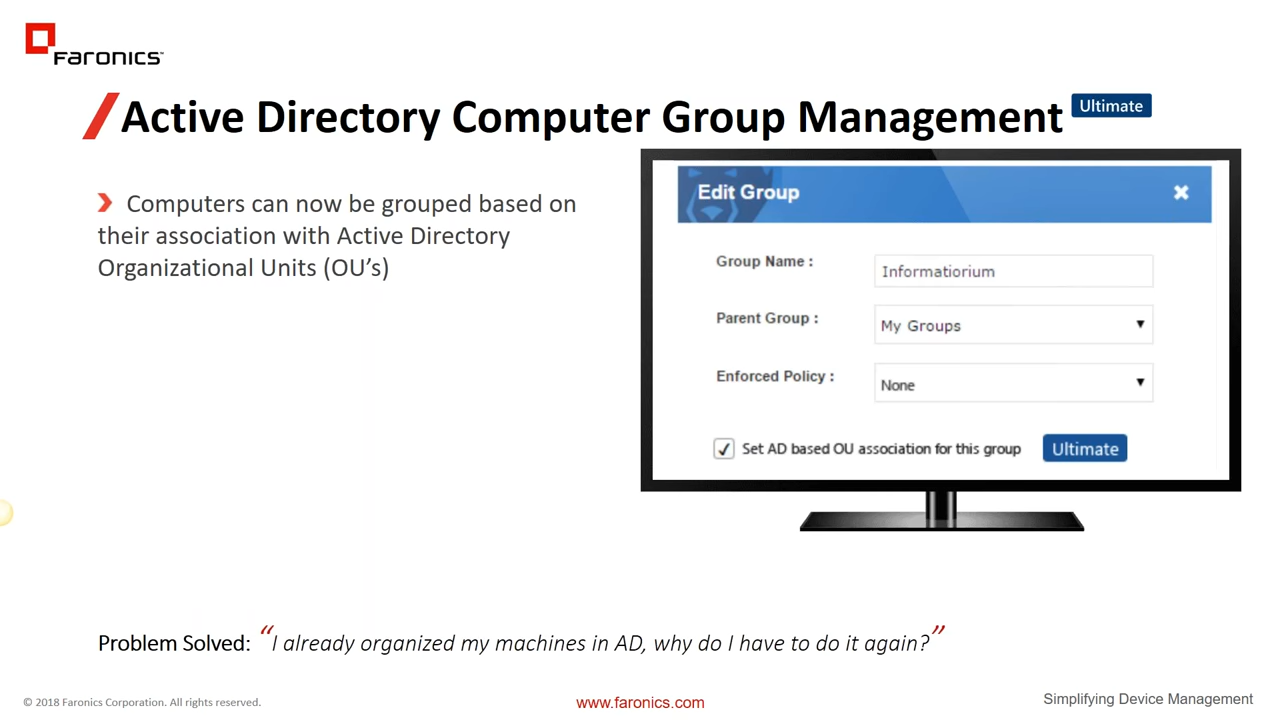 FARONICS™
Active Directory Computer Group Management Ultimate
Computers can now be grouped based on
their association with Active Directory
Organizational Units (OU’s)
Edit Group
Group Name :
Informatiorium
Parent Group :
My Groups
Enforced Policy :
None
Set AD based OU association for this group
Ultimate
Problem Solved: “I already organized my machines in AD, why do I have to do it again?”
© 2018 Faronics Corporation. All rights reserved.
www.faronics.com
Simplifying Device Management